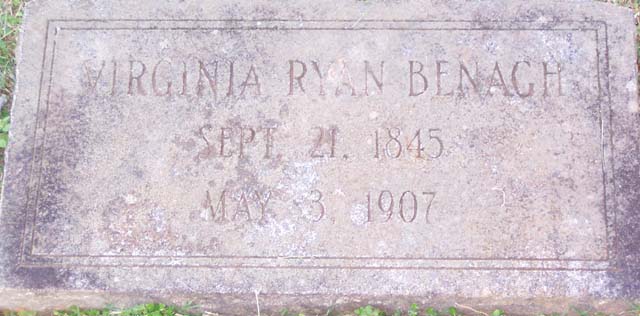 VIRGINIA RYAN BENAGH
SEPT. 21, 1845
MAY 3, 1907